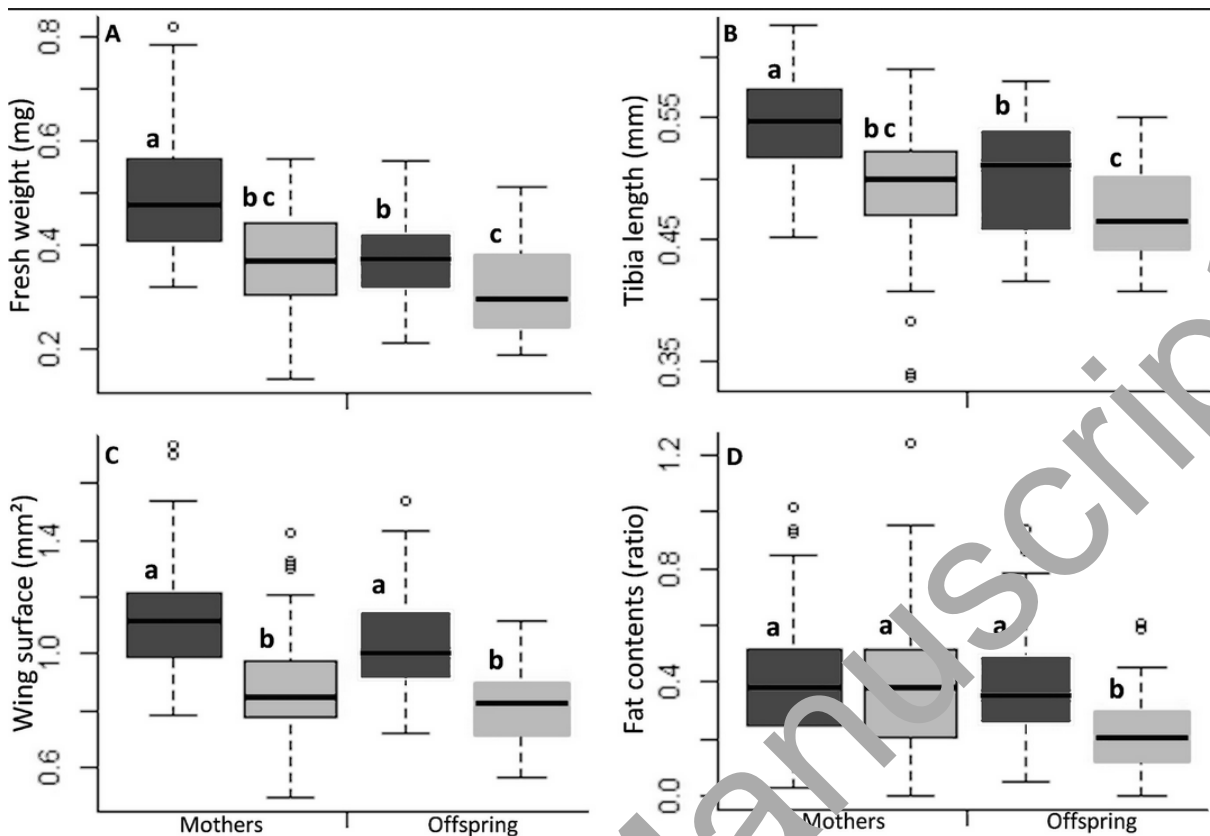 A
Fresh weight (mg)
0.8
0.6
0.4
0.2
a
b c
b
c
B
Tibia length (mm)
0.55
0.45
0.35
a
b c
b
c
C
Wing surface (mm²)
1.4
1.0
0.6
a
b
a
b
Mothers
Offspring
D
Fat contents (ratio)
1.2
0.8
0.4
0.0
a
a
a
b
Mothers
Offspring